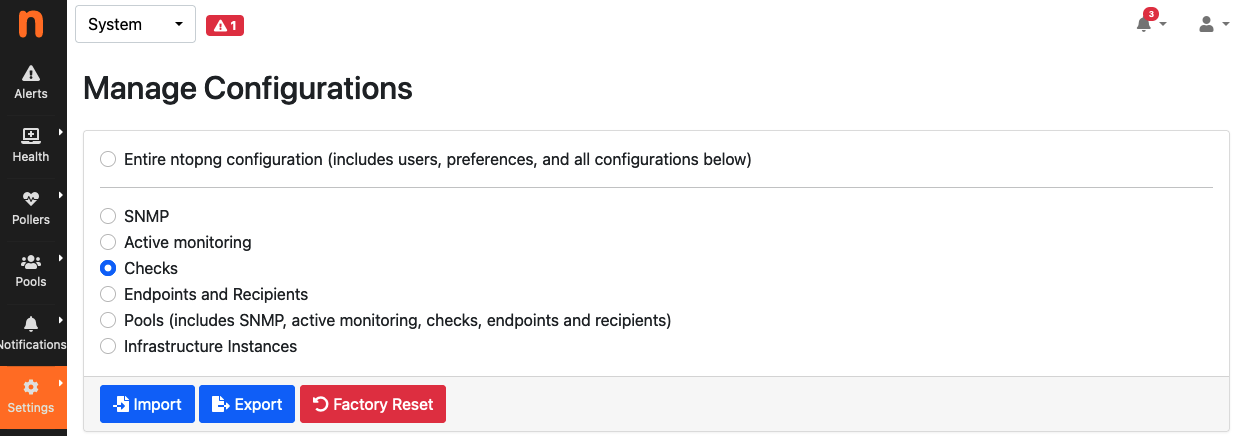 n
System
1
3
Alerts
Health
Pollers
Pools
Notifications
Settings
Manage Configurations
Entire ntopng configuration (includes users, preferences, and all configurations below)
SNMP
Active monitoring
Checks
Endpoints and Recipients
Pools (includes SNMP, active monitoring, checks, endpoints and recipients)
Infrastructure Instances
Import
Export
Factory Reset